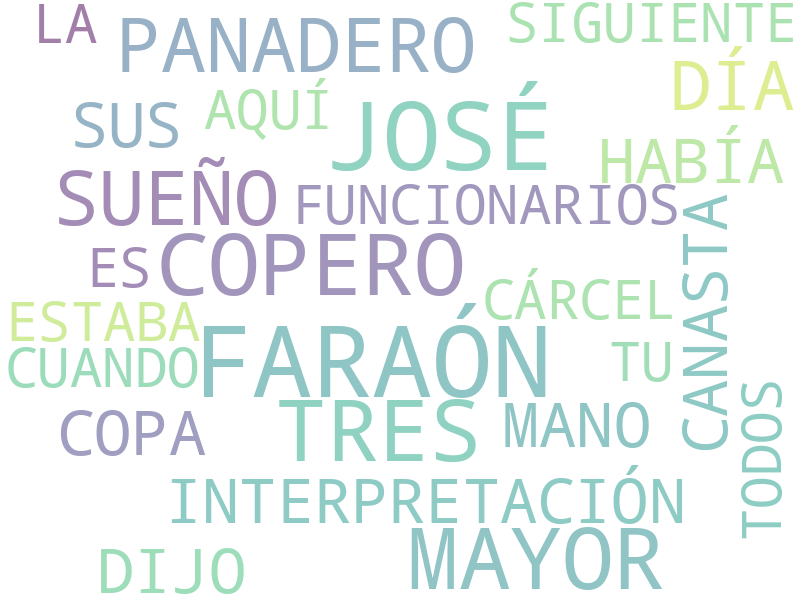 LA
PANADERO
SIGUIENTE
DÍA
SUS
AQUÍ
JOSÉ
HABÍA
SUEÑO
FUNCIONARIOS
ES
COPERO
CANASTA
CÁRCEL
ESTABA
FARAÓN
CUANDO
TU
COPA
TRES
MANO
TODOS
INTERPRETACIÓN
DIJO
MAYOR